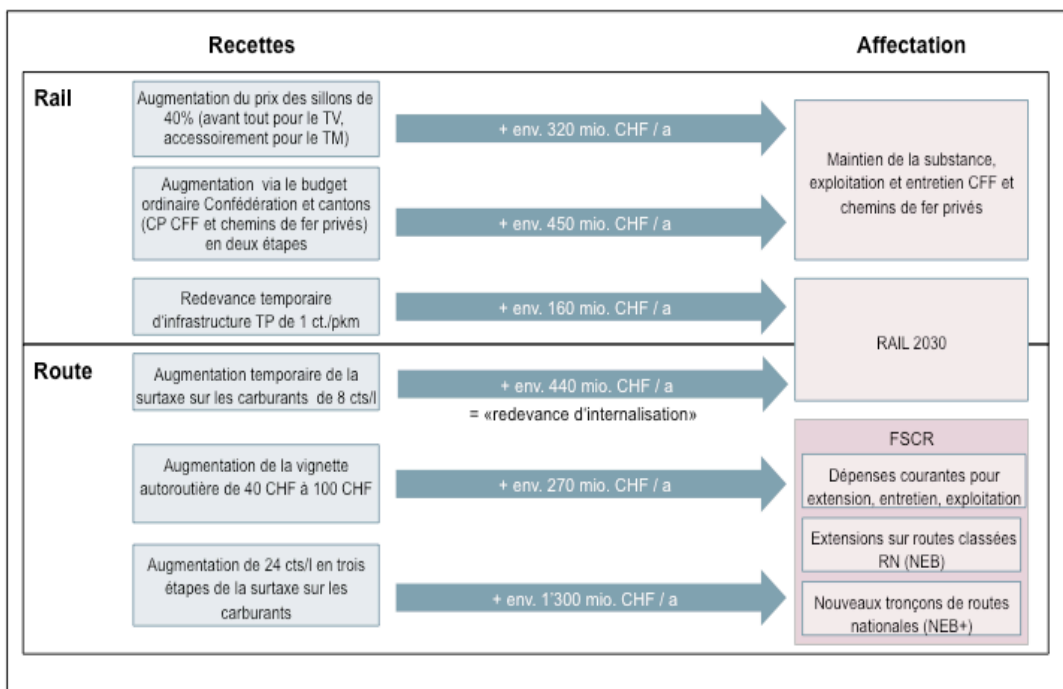 Recettes
Affectation
Rail
Augmentation du prix des sillons de
40% (avant tout pour le TV,
accessoirement pour le TM)
+ env. 320 mio. CHF / a
Maintien de la substance,
exploitation et entretien CFF et
chemins de fer privés
Augmentation via le budget
ordinaire Confédération et cantons
(CP CFF et chemins de fer privés)
en deux étapes
+ env. 450 mio. CHF / a
Redevance temporaire
d'infrastructure TP de 1 ct./pkm
+ env. 160 mio. CHF / a
RAIL 2030
Route
Augmentation temporaire de la
surtaxe sur les carburants de 8 cts/l
+ env. 440 mio. CHF / a
= «redevance d'internalisation»
Augmentation de la vignette
autoroutière de 40 CHF à 100 CHF
+ env. 270 mio. CHF / a
FSCR
Dépenses courantes pour
extension, entretien, exploitation
Extensions sur routes classées
RN (NEB)
Augmentation de 24 cts/l en trois
étapes de la surtaxe sur les
carburants
+ env. 1'300 mio. CHF / a
Nouveaux tronçons de routes
nationales (NEB+)